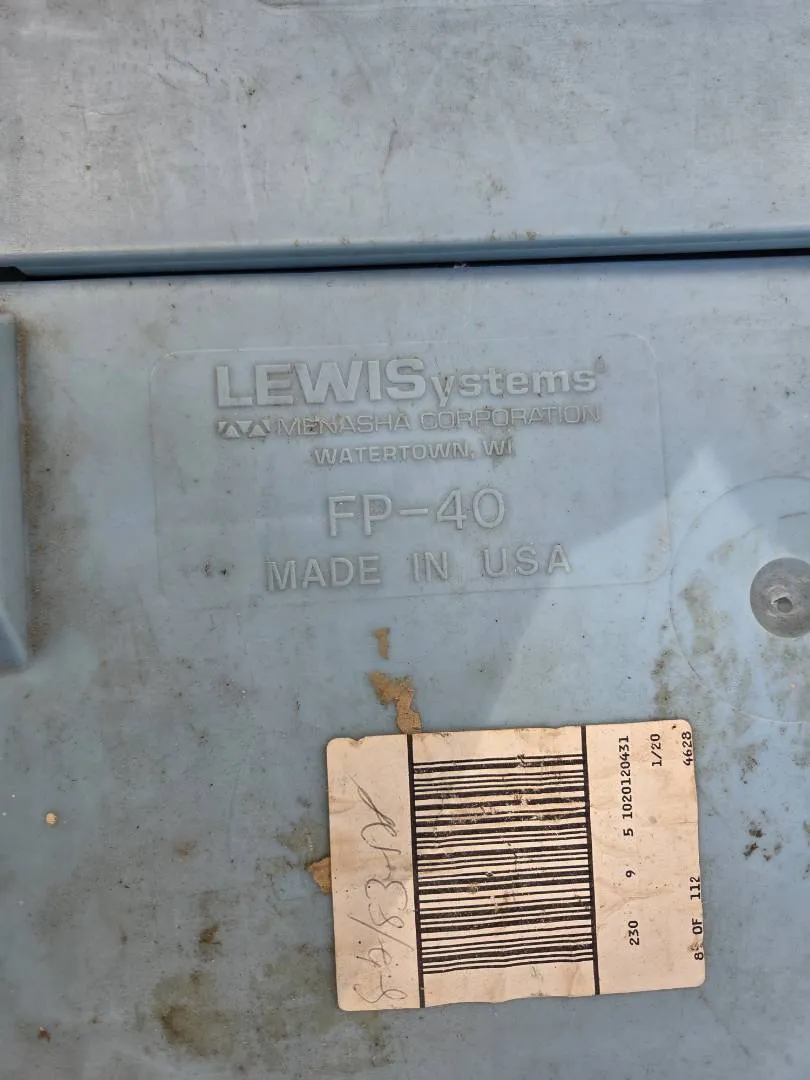 LEWISystems
MENASHA CORPORATION
WATERTOWN, WI
FP-40
MADE IN USA
230 9 5 1020120431
1/20
8 OF 112 4628